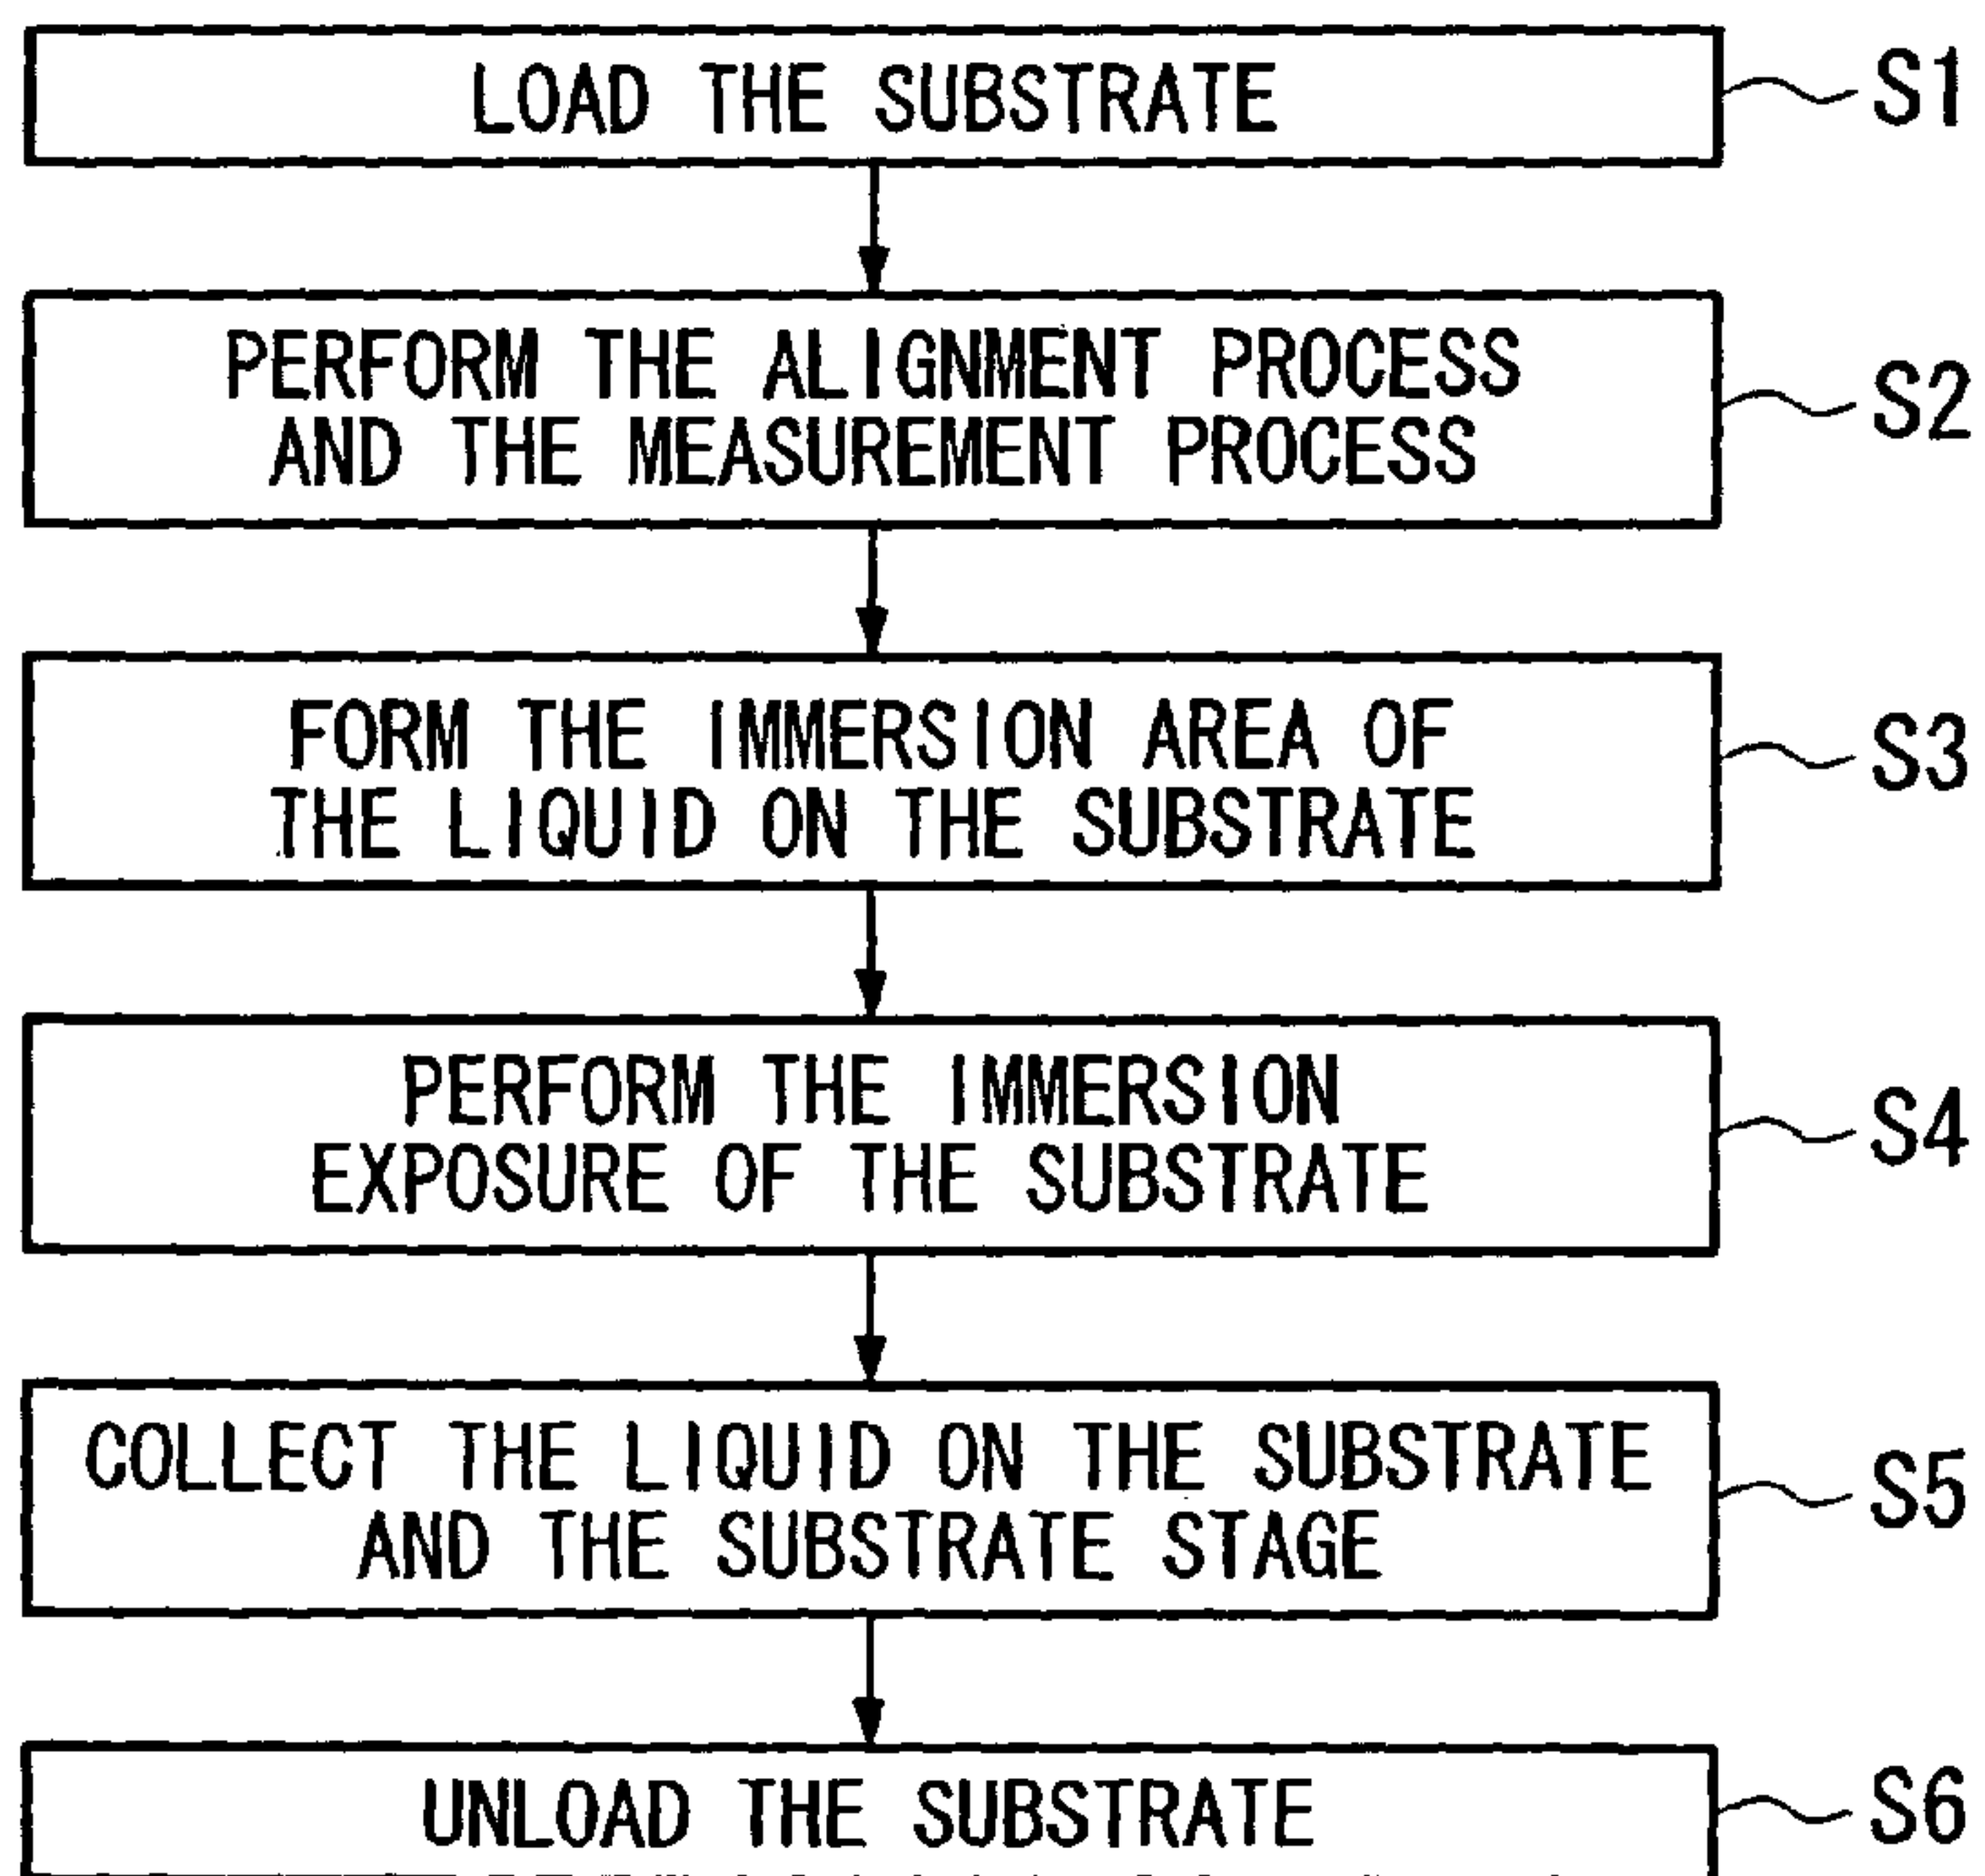 LOAD THE SUBSTRATE
S1
PERFORM THE ALIGNMENT PROCESS
AND THE MEASUREMENT PROCESS
S2
FORM THE IMMERSION AREA OF
THE LIQUID ON THE SUBSTRATE
S3
PERFORM THE IMMERSION
EXPOSURE OF THE SUBSTRATE
S4
COLLECT THE LIQUID ON THE SUBSTRATE
AND THE SUBSTRATE STAGE
S5
UNLOAD THE SUBSTRATE
S6